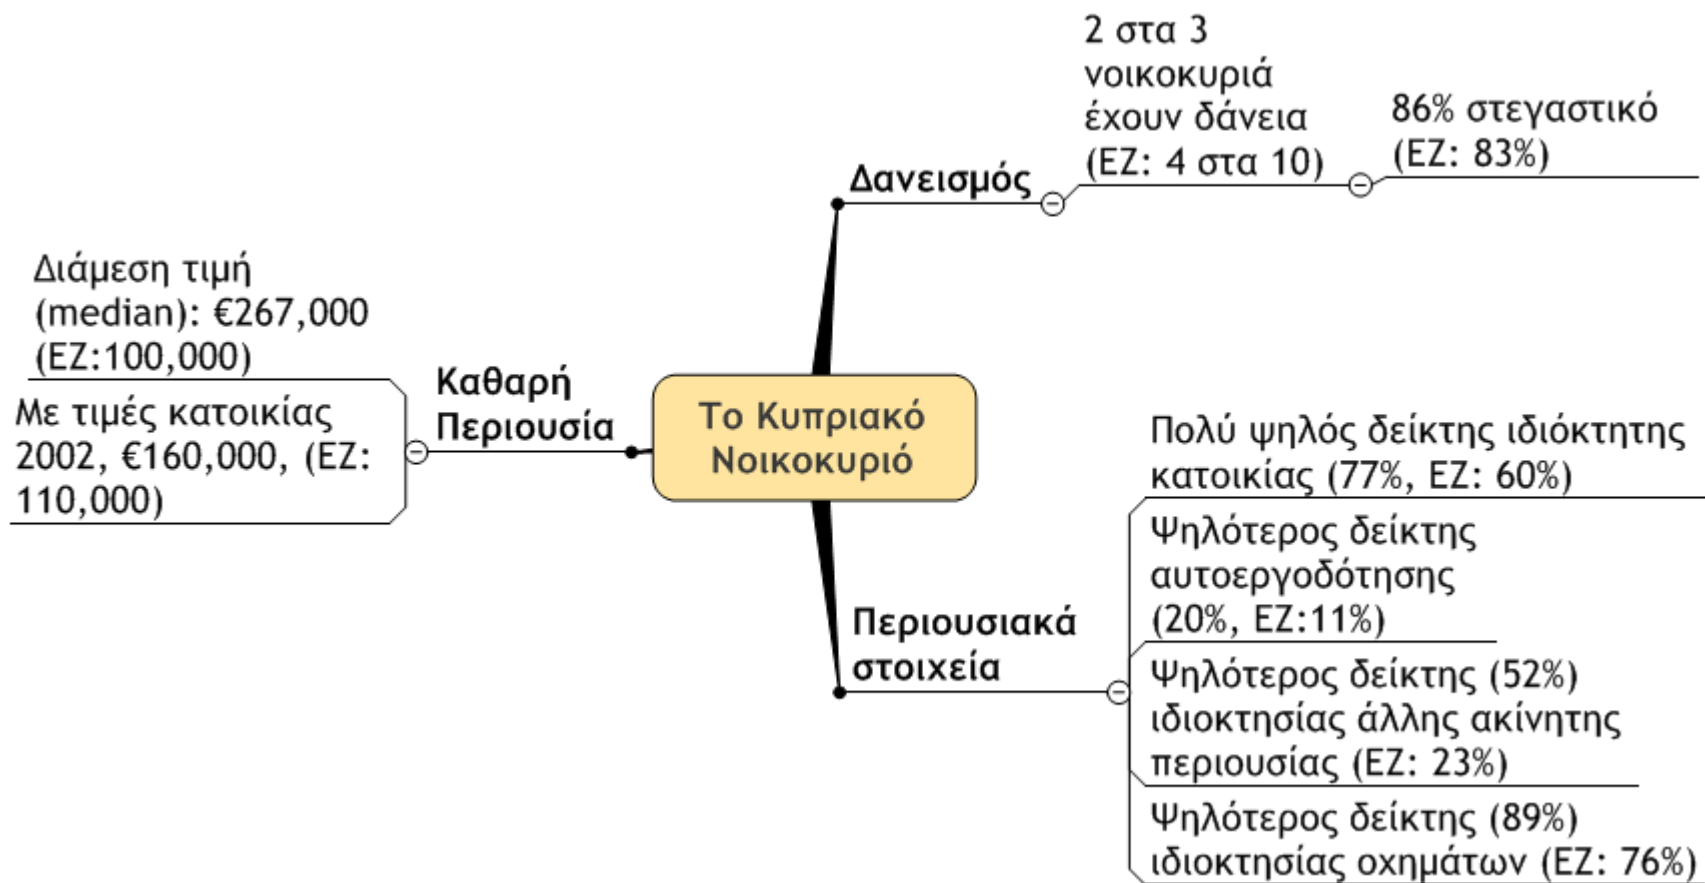 2 στα 3
νοικοκυριά
έχουν δάνεια
(ΕΖ: 4 στα 10)
86% στεγαστικό
(ΕΖ: 83%)
Δανεισμός
Διάμεση τιμή
(median): €267,000
(ΕΖ:100,000)
Με τιμές κατοικίας
2002, €160,000, (ΕΖ:
110,000)
Καθαρή
Περιουσία
Το Κυπριακό
Νοικοκυριό
Περιουσιακά
στοιχεία
Πολύ ψηλός δείκτης ιδιόκτητης
κατοικίας (77%, ΕΖ: 60%)
Ψηλότερος δείκτης
αυτοεργοδότησης
(20%, ΕΖ:11%)
Ψηλότερος δείκτης (52%)
ιδιοκτησίας άλλης ακίνητης
περιουσίας (ΕΖ: 23%)
Ψηλότερος δείκτης (89%)
ιδιοκτησίας οχημάτων (ΕΖ: 76%)